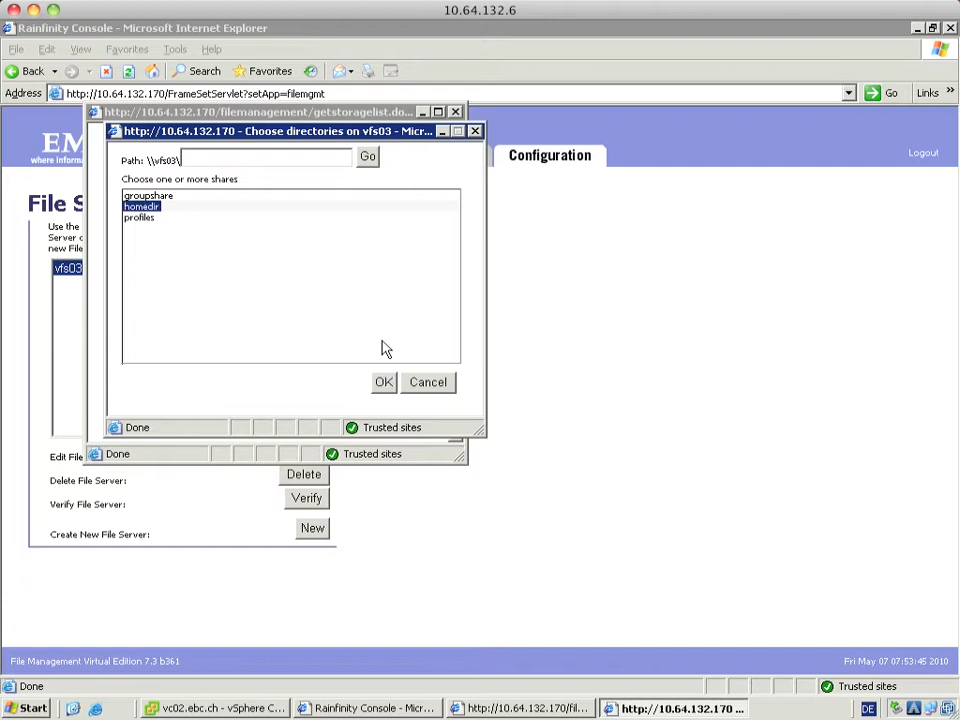 10.64.132.6
Rainfinity Console - Microsoft Internet Explorer
File Edit View Favorites Tools Help
Back Search Favorites
Address http://10.64.132.170/FrameSetServlet?setApp=filemgmt Go Links »
http://10.64.132.170/filemanagement/getstoragelist.do...
http://10.64.132.170 - Choose directories on vfs03 - Micr...
EM
where informa
Configuration
Logout
Path: \\vfs03\ Go
Choose one or more shares
groupshare
homedir
profiles
OK Cancel
Done Trusted sites
Done Trusted sites
File S
Use the
Server o
new File
vfs03
Edit File
Delete File Server: Delete
Verify File Server: Verify
Create New File Server: New
File Management Virtual Edition 7.3 b361
Fri May 07 07:53:45 2010
Done Trusted sites
Start vc02.ebc.ch - vSphere C... Rainfinity Console - Micr... http://10.64.132.170/fil... http://10.64.132.170 ... DE